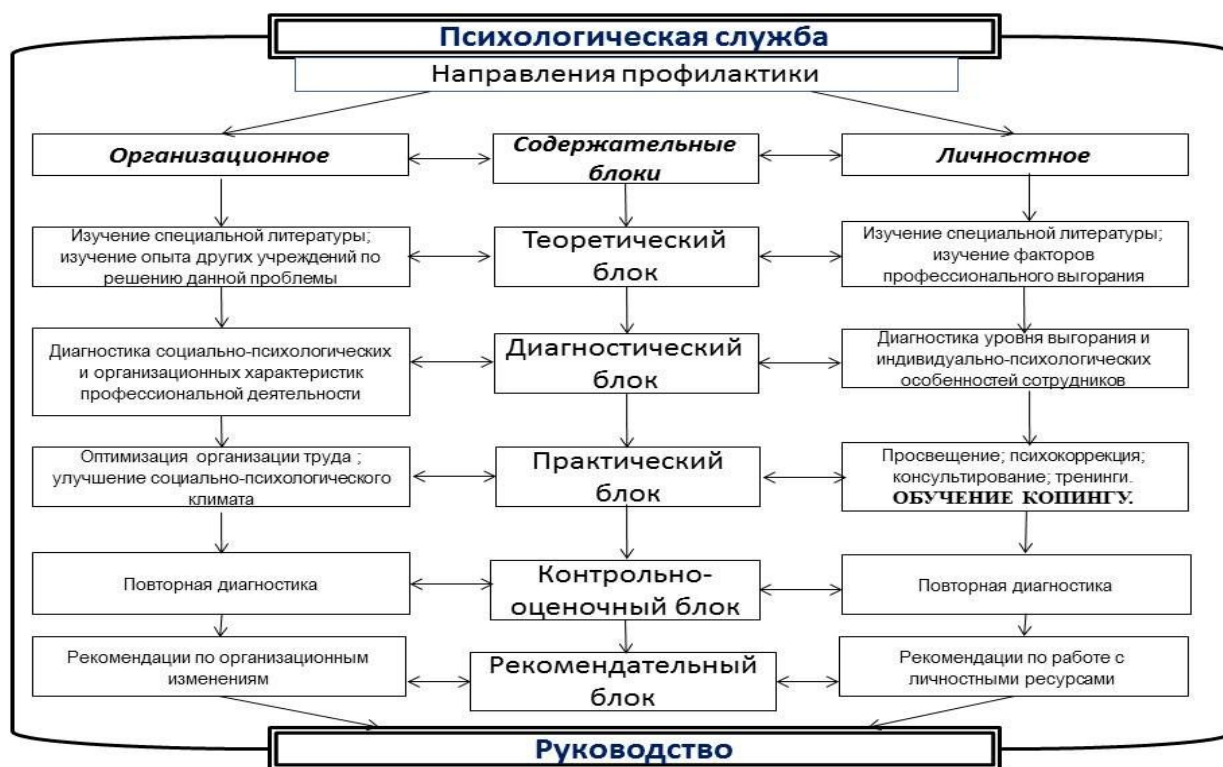 Психологическая служба
Направления профилактики
Организационное
Содержательные
блоки
Личностное
Изучение специальной литературы;
изучение опыта других учреждений по
решению данной проблемы
Теоретический
блок
Изучение специальной литературы;
изучение факторов
профессионального выгорания
Диагностика социально-психологических
и организационных характеристик
профессиональной деятельности
Диагностический
блок
Диагностика уровня выгорания и
индивидуально-психологических
особенностей сотрудников
Оптимизация организации труда ;
улучшение социально-психологического
климата
Практический
блок
Просвещение; психокоррекция;
консультирование; тренинги.
ОБУЧЕНИЕ КОПИНГУ.
Повторная диагностика
Контрольно-
оценочный блок
Повторная диагностика
Рекомендации по организационным
изменениям
Рекомендательный
блок
Рекомендации по работе с
личностными ресурсами
Руководство